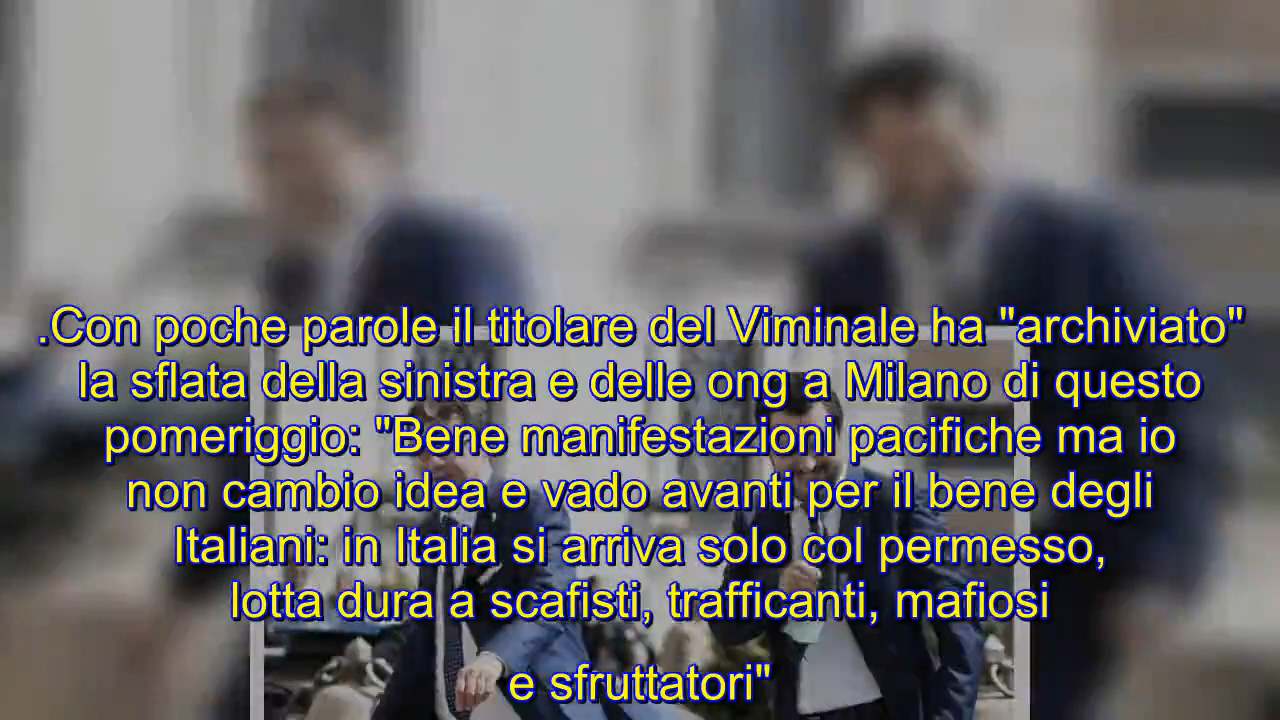 .Con poche parole il titolare del Viminale ha "archiviato"
la sflata della sinistra e delle ong a Milano di questo
pomeriggio: "Bene manifestazioni pacifiche ma io
non cambio idea e vado avanti per il bene degli
Italiani: in Italia si arriva solo col permesso,
lotta dura a scafisti, trafficanti, mafiosi
e sfruttatori"